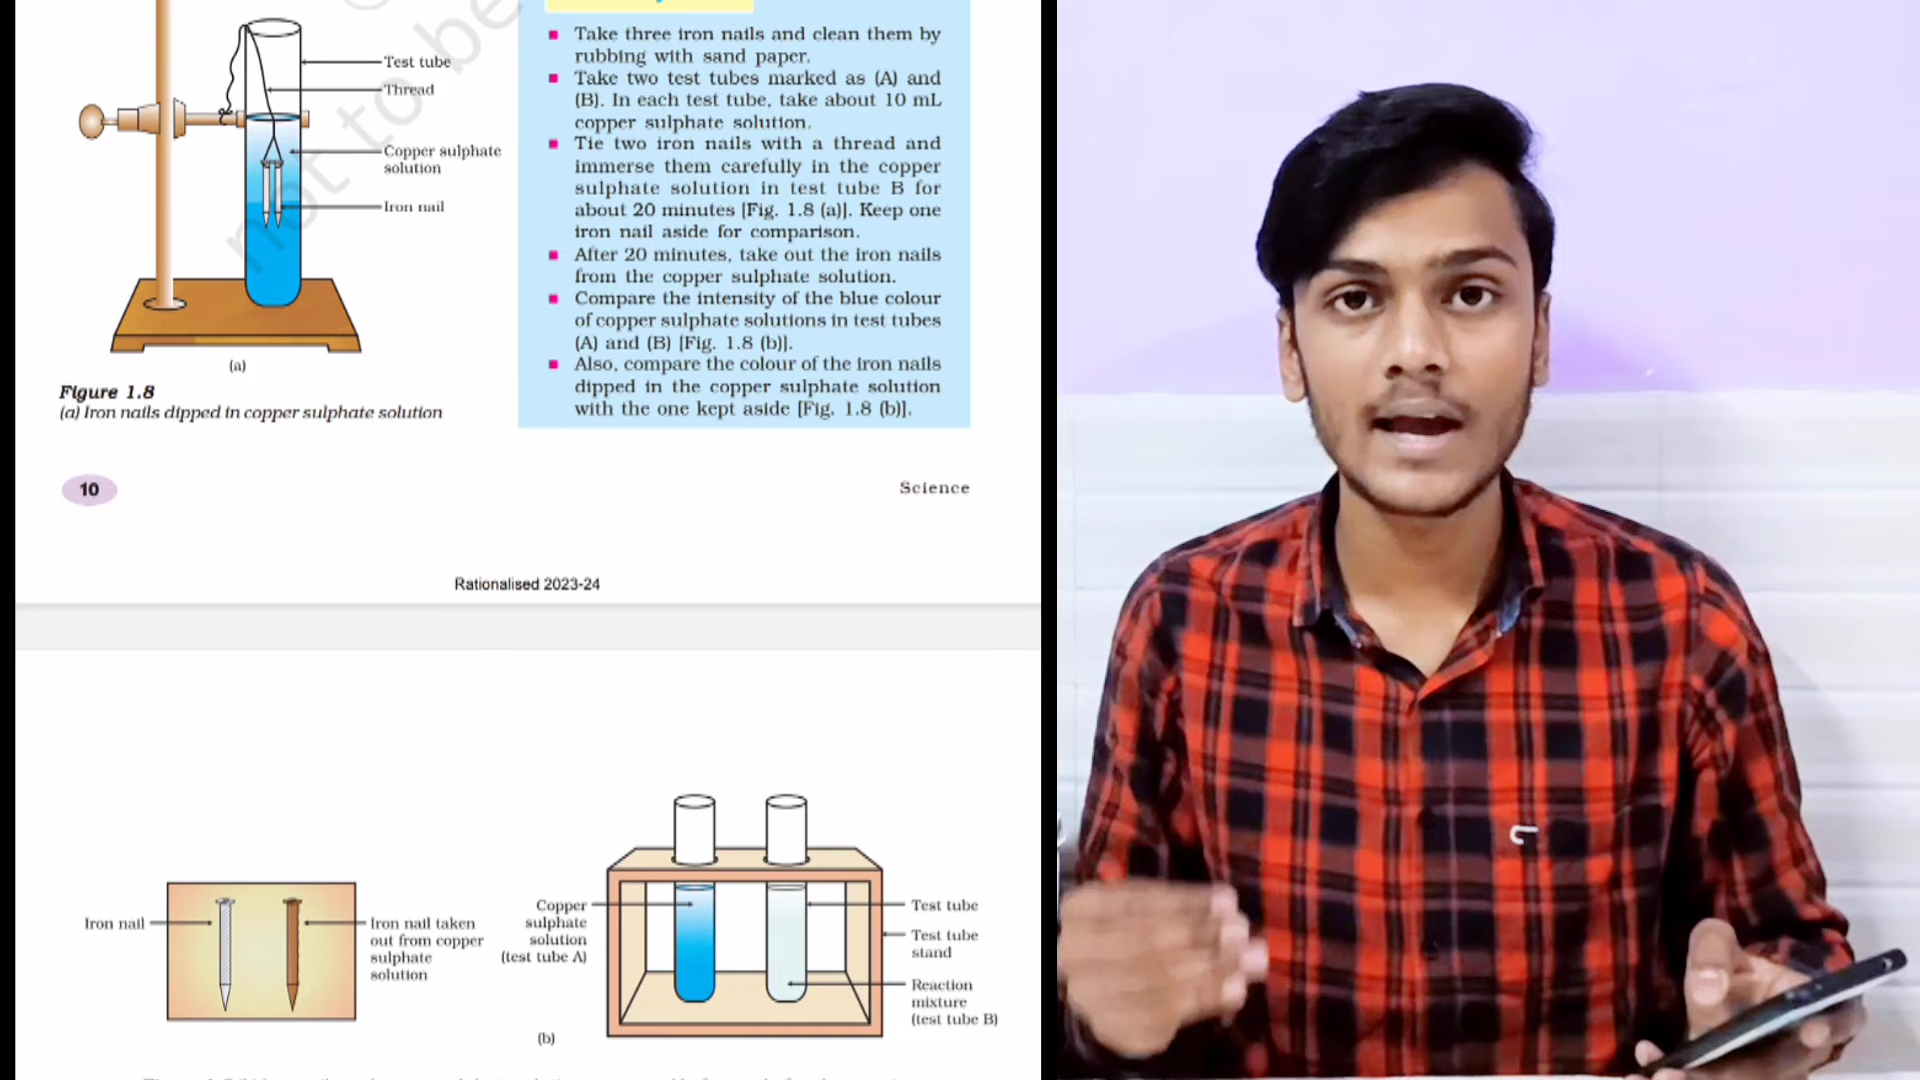 not to be
Test tube
Thread
Copper sulphate
solution
Iron nail
(a)
Figure 1.8
(a) Iron nails dipped in copper sulphate solution
Take three iron nails and clean them by
rubbing with sand paper.
Take two test tubes marked as (A) and
(B). In each test tube, take about 10 mL
copper sulphate solution.
Tie two iron nails with a thread and
immerse them carefully in the copper
sulphate solution in test tube B for
about 20 minutes [Fig. 1.8 (a)]. Keep one
iron nail aside for comparison.
After 20 minutes, take out the iron nails
from the copper sulphate solution.
Compare the intensity of the blue colour
of copper sulphate solutions in test tubes
(A) and (B) [Fig. 1.8 (b)].
Also, compare the colour of the iron nails
dipped in the copper sulphate solution
with the one kept aside [Fig. 1.8 (b)].
10
Science
Rationalised 2023-24
Iron nail
Iron nail taken
out from copper
sulphate
solution
Copper
sulphate
solution
(test tube A)
Test tube
Test tube
stand
Reaction
mixture
(test tube B)
(b)